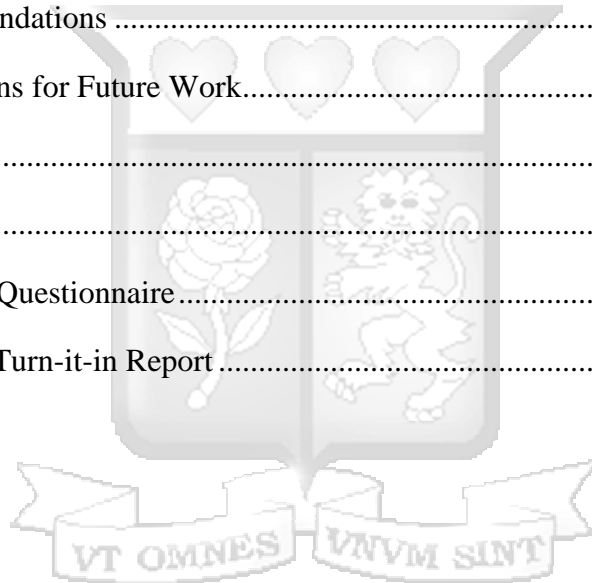 ndations ................................................................
ns for Future Work................................................
................................................................................
................................................................................
Questionnaire.........................................................
Turn-it-in Report ...................................................
VT OMNES VNVM SINT